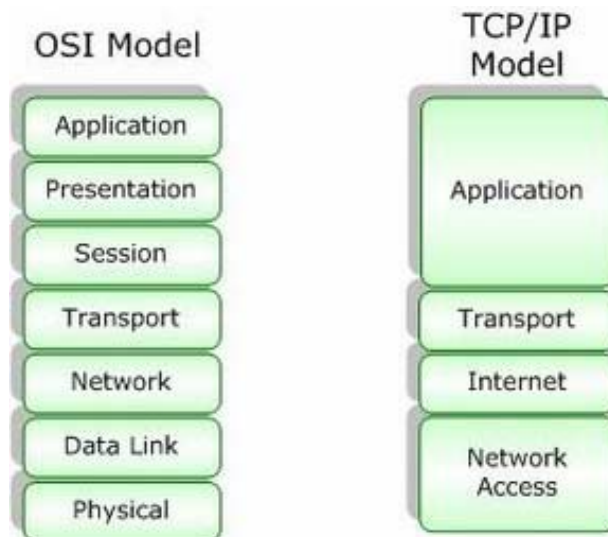 OSI Model
Application
Presentation
Session
Transport
Network
Data Link
Physical
TCP/IP
Model
Application
Transport
Internet
Network
Access